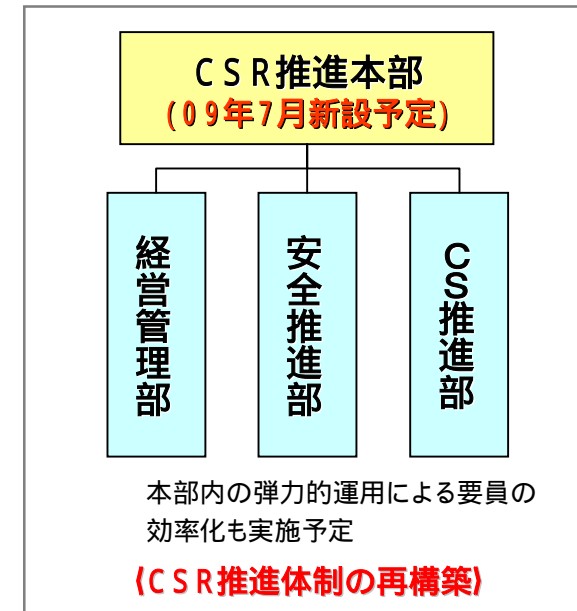 CSR推進本部
(09年7月新設予定)
経営管理部
安全推進部
CS推進部
本部内の弾力的運用による要員の
効率化も実施予定
⟨CSR推進体制の再構築⟩